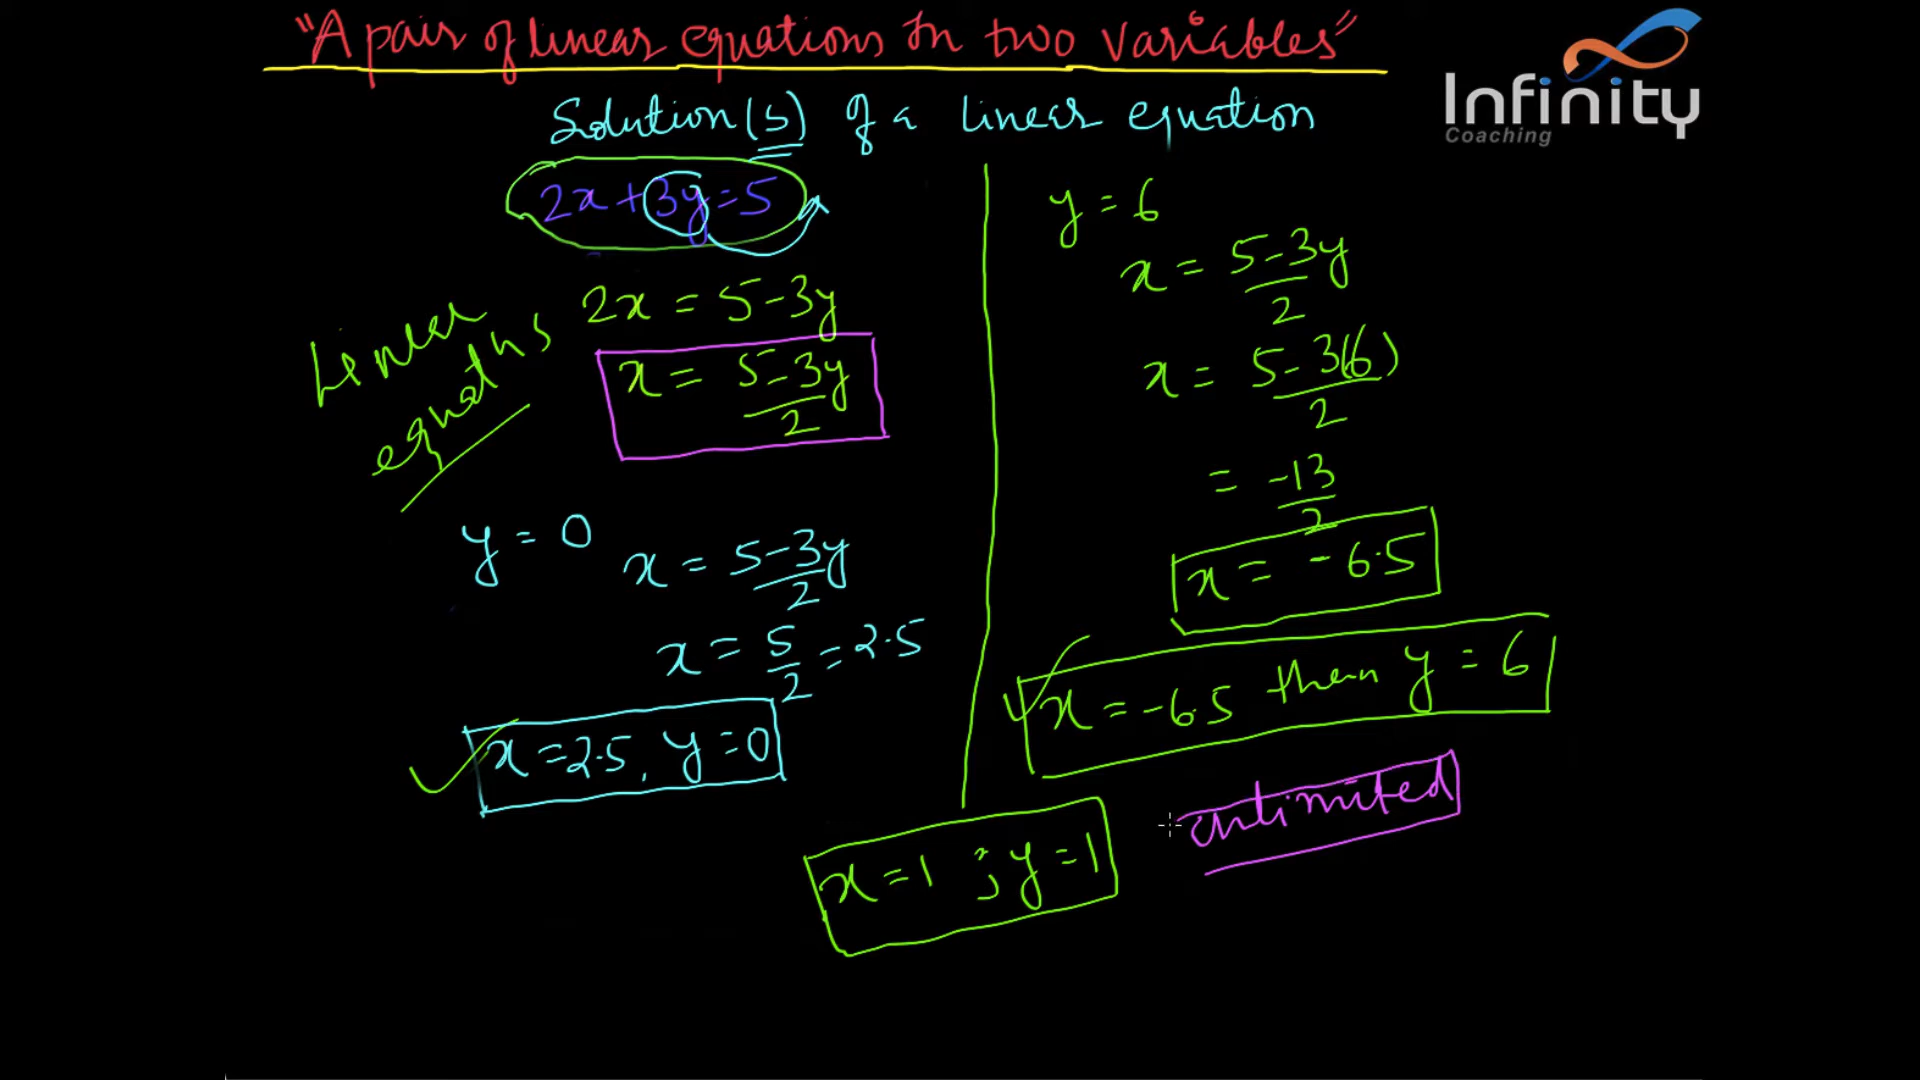 "A pair of linear equations In two variables"
Infinity
Coaching
Solution(s) of a linear equation
2x+3y=5
2x = 5-3y
x = 5-3y/2
Linear
equatns
y = 0
x = 5-3y/2
x = 5/2 = 2.5
x = 2.5, y = 0
y = 6
x = 5-3y/2
x = 5-3(6)/2
= -13/2
x = -6.5
x = -6.5 then y = 6
x = 1 ; y = 1
unlimited